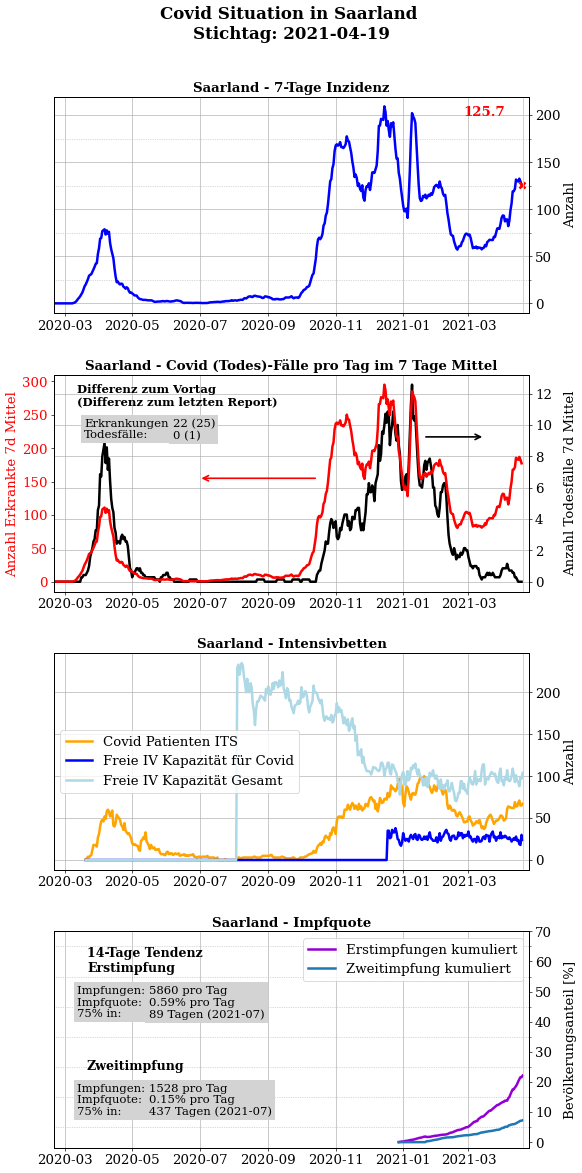 Covid Situation in Saarland
Stichtag: 2021-04-19
Saarland - 7-Tage Inzidenz
125.7
200
150
100
50
0
Anzahl
2020-03 2020-05 2020-07 2020-09 2020-11 2021-01 2021-03
Saarland - Covid (Todes)-Fälle pro Tag im 7 Tage Mittel
Anzahl Erkrankte 7d Mittel
300
250
200
150
100
50
0
Differenz zum Vortag
(Differenz zum letzten Report)
Erkrankungen 22 (25)
Todesfälle: 0 (1)
12
10
8
6
4
2
0
Anzahl Todesfälle 7d Mittel
2020-03 2020-05 2020-07 2020-09 2020-11 2021-01 2021-03
Saarland - Intensivbetten
Covid Patienten ITS
Freie IV Kapazität für Covid
Freie IV Kapazität Gesamt
200
150
100
50
0
Anzahl
2020-03 2020-05 2020-07 2020-09 2020-11 2021-01 2021-03
Saarland - Impfquote
14-Tage Tendenz
Erstimpfung
Impfungen: 5860 pro Tag
Impfquote: 0.59% pro Tag
75% in: 89 Tagen (2021-07)
Zweitimpfung
Impfungen: 1528 pro Tag
Impfquote: 0.15% pro Tag
75% in: 437 Tagen (2021-07)
Erstimpfungen kumuliert
Zweitimpfung kumuliert
70
60
50
40
30
20
10
0
Bevölkerungsanteil [%]
2020-03 2020-05 2020-07 2020-09 2020-11 2021-01 2021-03